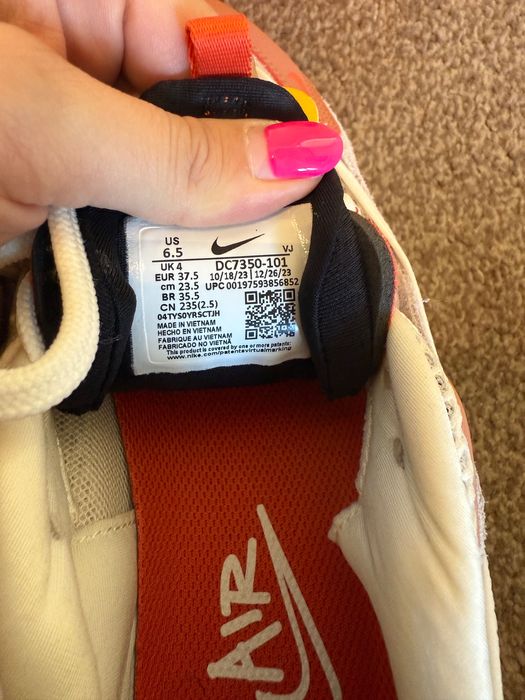 US
6.5
VJ
UK 4
DC7350-101
EUR 37.5
10/18/23 | 12/26/23
cm 23.5
UPC 00197593856852
BR 35.5
CN 235(2.5)
04TYS0YRSCTJH
MADE IN VIETNAM
HECHO EN VIETNAM
FABRIQUE AU VIETNAM
FABRICADO NO VIETNÃ
This product is covered by one or more patents:
www.nike.com/patentsvirtualmarking
AIR